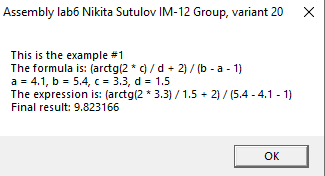 Assembly lab6 Nikita Sutulov IM-12 Group, variant 20
This is the example #1
The formula is: (arctg(2 * c) / d + 2) / (b - a - 1)
a = 4.1, b = 5.4, c = 3.3, d = 1.5
The expression is: (arctg(2 * 3.3) / 1.5 + 2) / (5.4 - 4.1 - 1)
Final result: 9.823166
OK